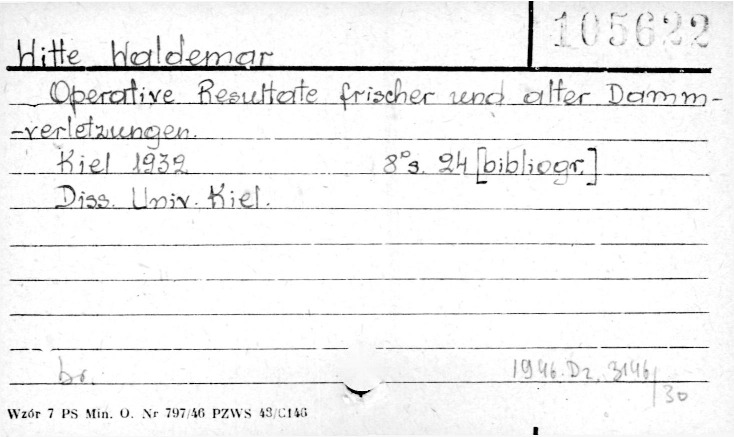 105622
Witte Waldemar
Operative Resultate frischer und alter Damm-
-verletzungen.
Kiel 1932 8° s. 24 [bibliogr.]
Diss. Univ. Kiel.
br. 1946. Dz. 3146/30
Wzór 7 PS Min. O. Nr 797/46 PZWS 43/C146